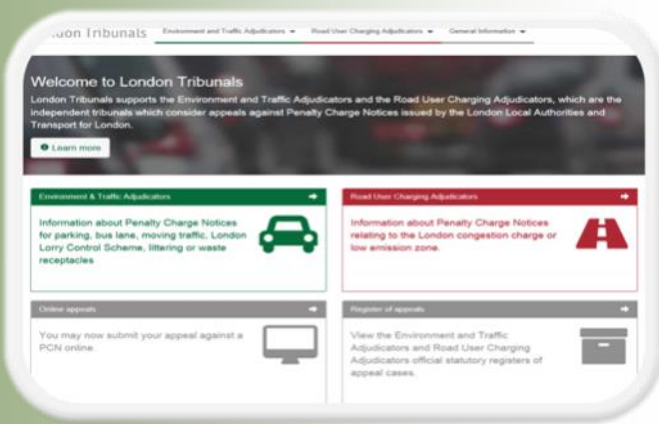 London Tribunals
Environment and Traffic Adjudicators
Road User Charging Adjudicators
General Information
Welcome to London Tribunals
London Tribunals supports the Environment and Traffic Adjudicators and the Road User Charging Adjudicators, which are the
independent tribunals which consider appeals against Penalty Charge Notices issued by the London Local Authorities and
Transport for London.
Learn more
Environment & Traffic Adjudicators
Information about Penalty Charge Notices
for parking, bus lane, moving traffic, London
Lorry Control Scheme, littering or waste
receptacles
Road User Charging Adjudicators
Information about Penalty Charge Notices
relating to the London congestion charge or
low emission zone.
Online appeals
You may now submit your appeal against a
PCN online.
Register of appeals
View the Environment and Traffic
Adjudicators and Road User Charging
Adjudicators official statutory registers of
appeal cases.